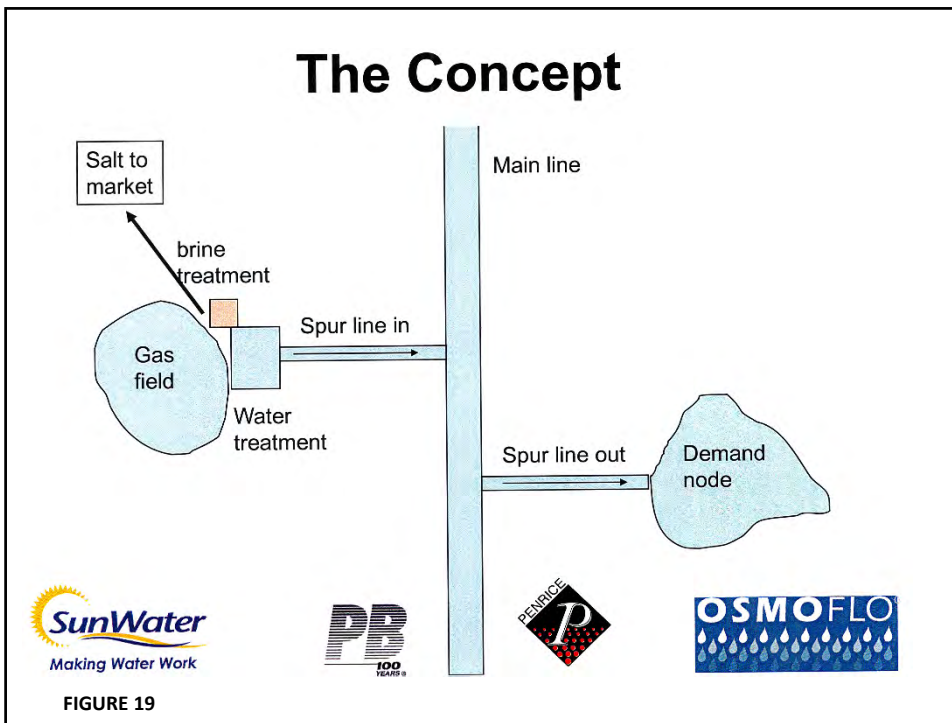 The Concept
Salt to
market
Main line
brine
treatment
Spur line in
Gas
field
Water
treatment
Spur line out
Demand
node
SunWater
Making Water Work
PB
100
YEARS ®
PENRICE
P
OSMOFLO
FIGURE 19